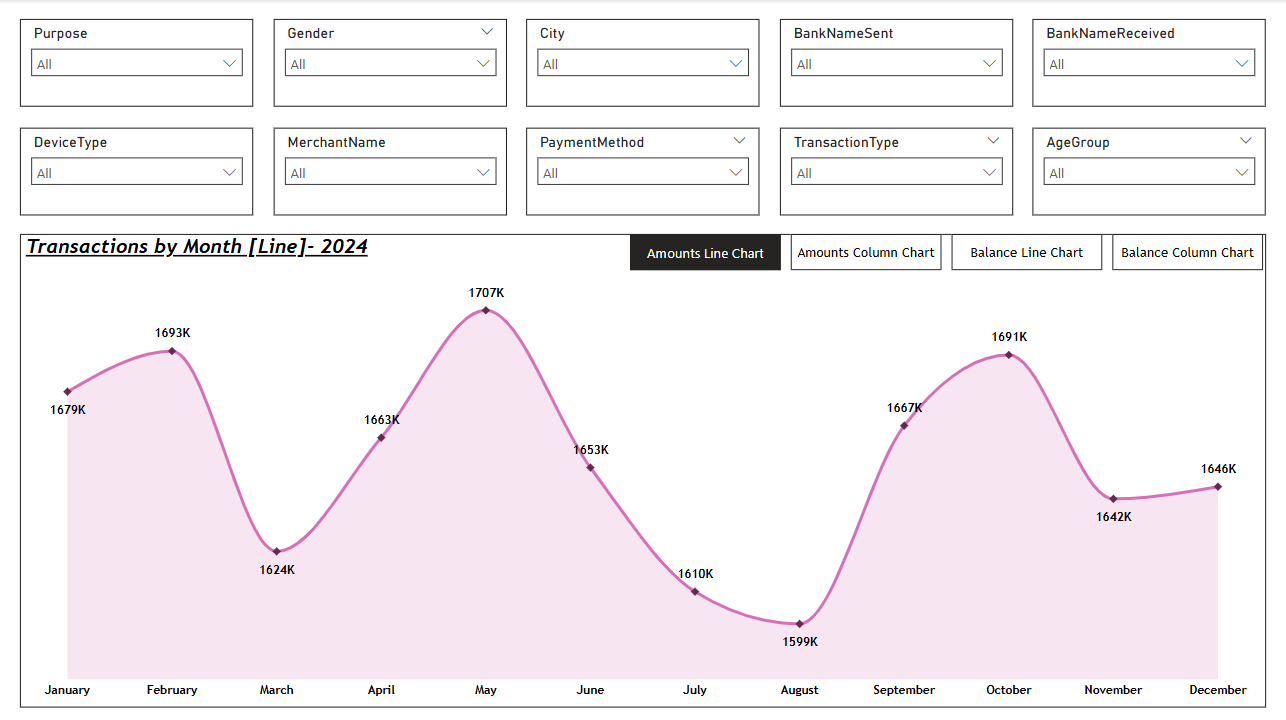 Purpose Gender City BankNameSent BankNameReceived
All All All All All
DeviceType MerchantName PaymentMethod TransactionType AgeGroup
All All All All All
Transactions by Month [Line]- 2024
Amounts Line Chart Amounts Column Chart Balance Line Chart Balance Column Chart
1679K
1693K
1624K
1663K
1707K
1653K
1610K
1599K
1667K
1691K
1642K
1646K
January February March April May June July August September October November December